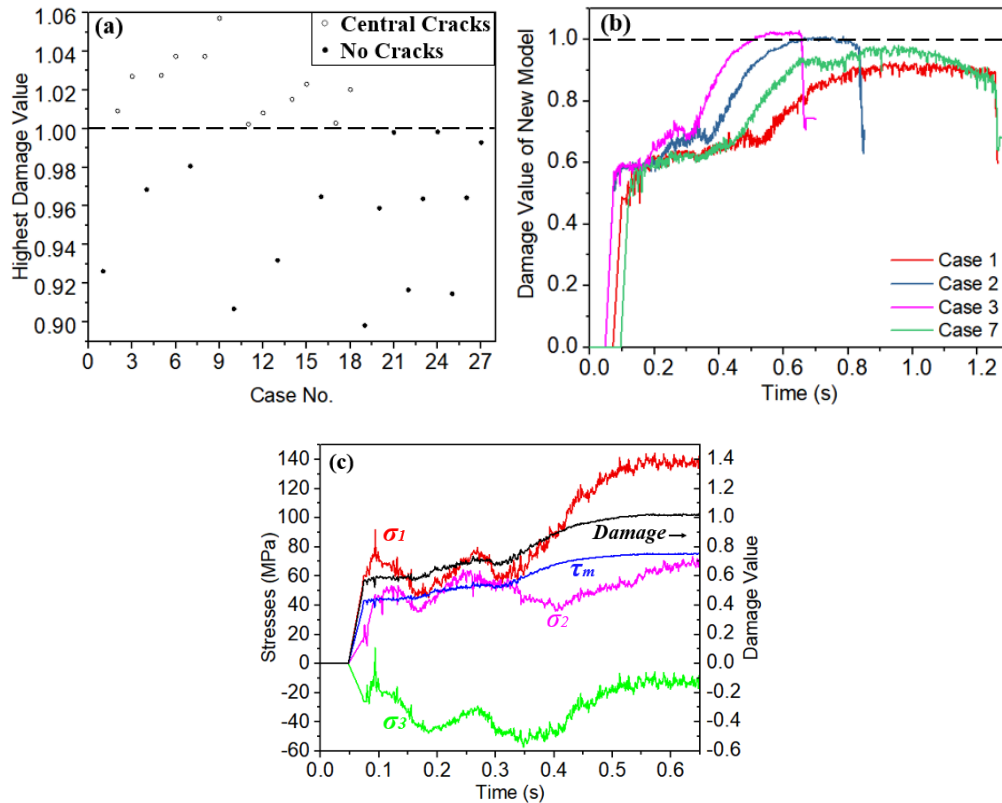 (a)
Central Cracks
No Cracks
Highest Damage Value
1.06
1.04
1.02
1.00
0.98
0.96
0.94
0.92
0.90
0 3 6 9 12 15 18 21 24 27
Case No.
(b)
Damage Value of New Model
1.0
0.8
0.6
0.4
0.2
0.0
Case 1
Case 2
Case 3
Case 7
0.0 0.2 0.4 0.6 0.8 1.0 1.2
Time (s)
(c)
Stresses (MPa)
140
120
100
80
60
40
20
0
-20
-40
-60
σ1
Damage→
τm
σ2
σ3
1.4
1.2
1.0
0.8
0.6
0.4
0.2
0.0
-0.2
-0.4
-0.6
Damage Value
0.0 0.1 0.2 0.3 0.4 0.5 0.6
Time (s)